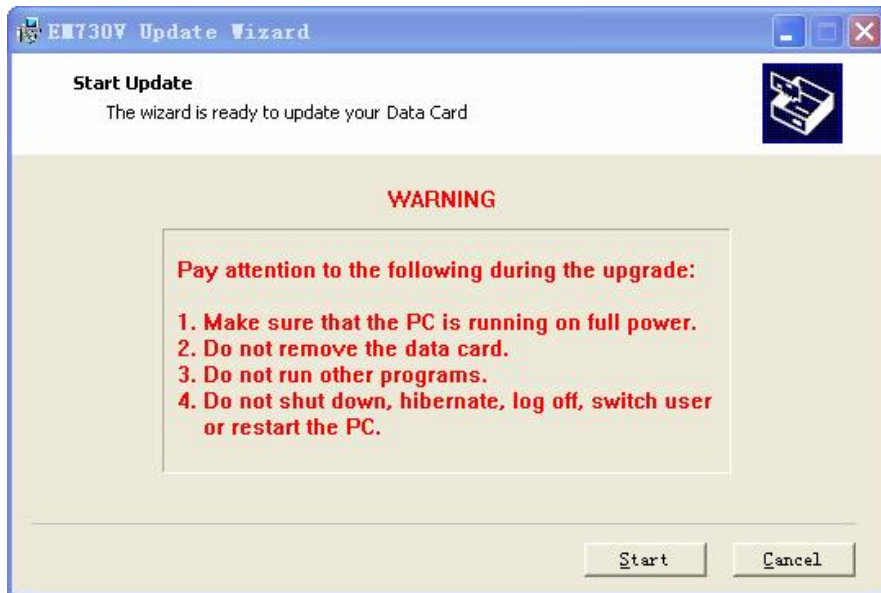 EM730V Update Wizard
Start Update
The wizard is ready to update your Data Card
WARNING
Pay attention to the following during the upgrade:
1. Make sure that the PC is running on full power.
2. Do not remove the data card.
3. Do not run other programs.
4. Do not shut down, hibernate, log off, switch user
or restart the PC.
Start
Cancel